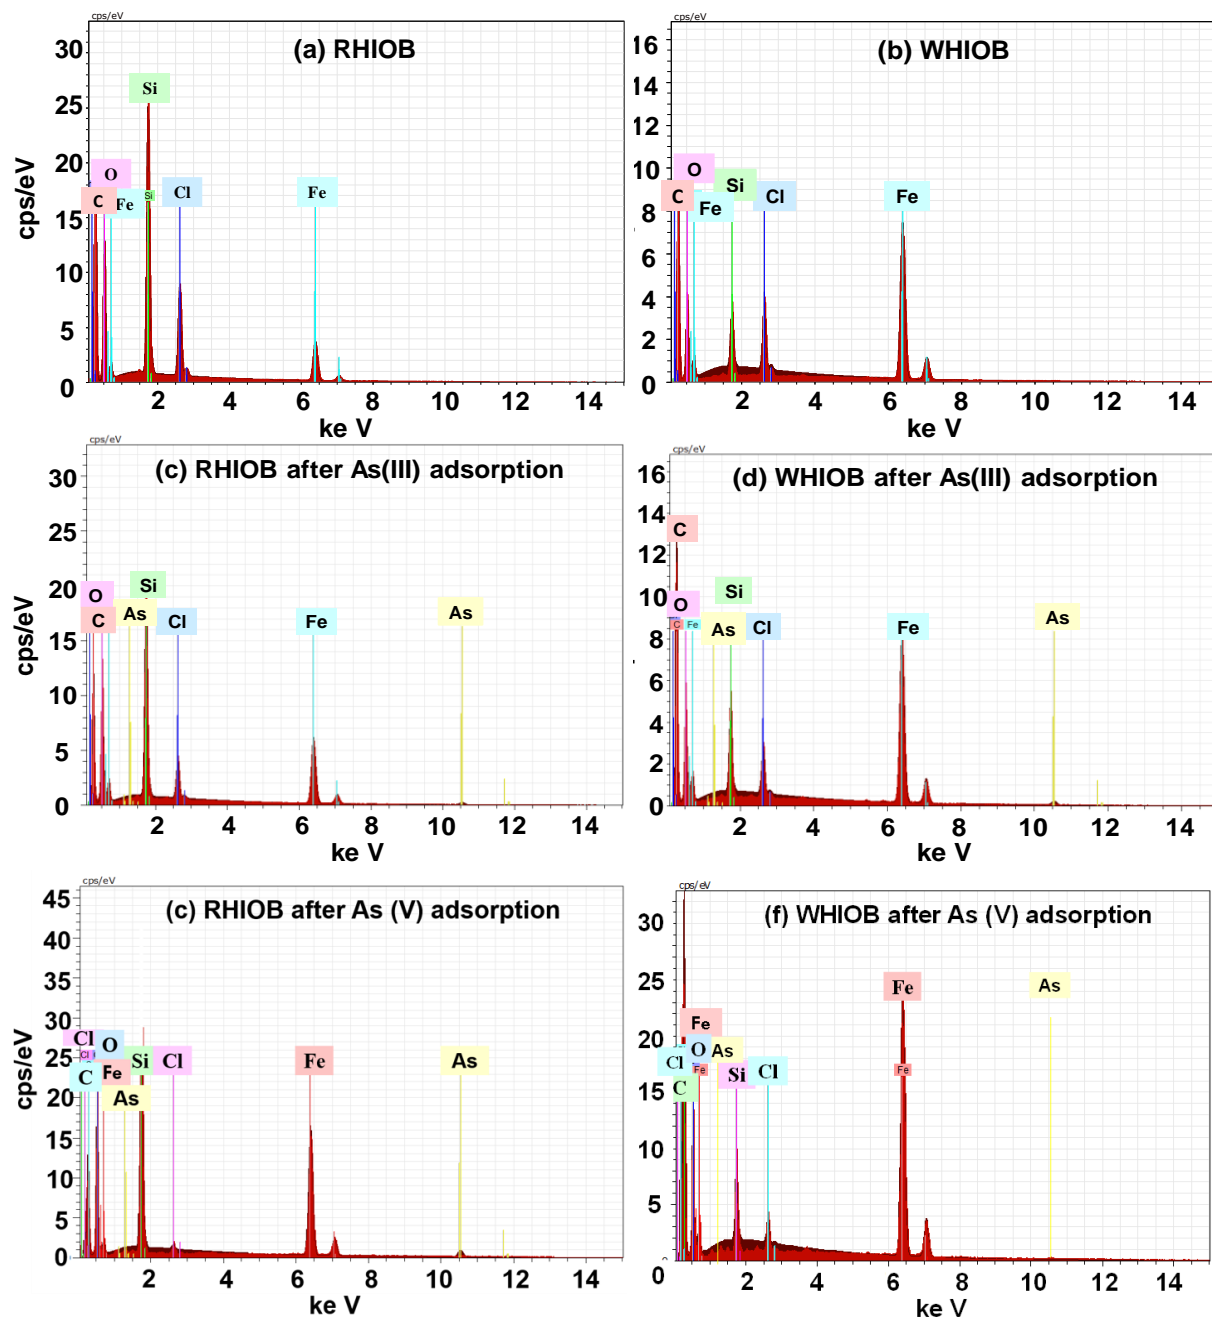 cps/eV
(a) RHIOB
30
25
20
15
10
5
0
cps/eV
Si
O
C
Fe
Si
Cl
Fe
2 4 6 8 10 12 14
ke V
(b) WHIOB
16
14
12
10
8
6
4
2
0
O
C
Fe
Si
Cl
Fe
2 4 6 8 10 12 14
ke V
cps/eV
(c) RHIOB after As(III) adsorption
30
25
20
15
10
5
0
cps/eV
O
C
As
Si
Cl
Fe
As
2 4 6 8 10 12 14
ke V
cps/eV
(d) WHIOB after As(III) adsorption
16
14
12
10
8
6
4
2
0
C
O
C
Fe
As
Si
Cl
Fe
As
2 4 6 8 10 12 14
ke V
cps/eV
(c) RHIOB after As (V) adsorption
45
40
35
30
25
20
15
10
5
0
cps/eV
Cl
O
Cl
C
Fe
As
Si
Cl
Fe
As
2 4 6 8 10 12 14
ke V
cps/eV
(f) WHIOB after As (V) adsorption
30
25
20
15
10
5
0
0
Fe
O
As
Cl
Fe
C
Si
Cl
Fe
Fe
As
2 4 6 8 10 12 14
ke V